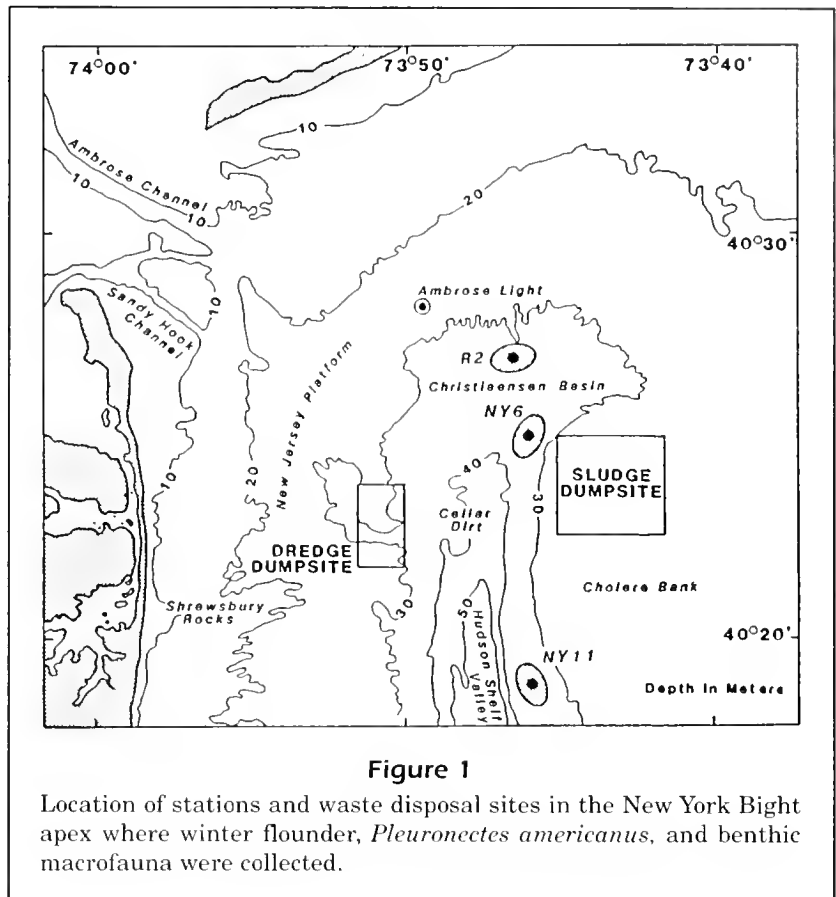 74°00'
73°50'
73°40'
10
Ambrose Channel
10
10
20
40°30'
Sandy Hook
Channel
10
Ambrose Light
R2
Christiaensen Basin
New Jersey Platform
NY6
10
20
40
30
SLUDGE
DUMPSITE
Cellar
Dirt
DREDGE
DUMPSITE
30
Cholera Bank
Shrewsbury
Rocks
50
Hudson Shelf
Valley
40°20'
NY11
Depth In Meters
Figure 1
Location of stations and waste disposal sites in the New York Bight
apex where winter flounder, Pleuronectes americanus, and benthic
macrofauna were collected.